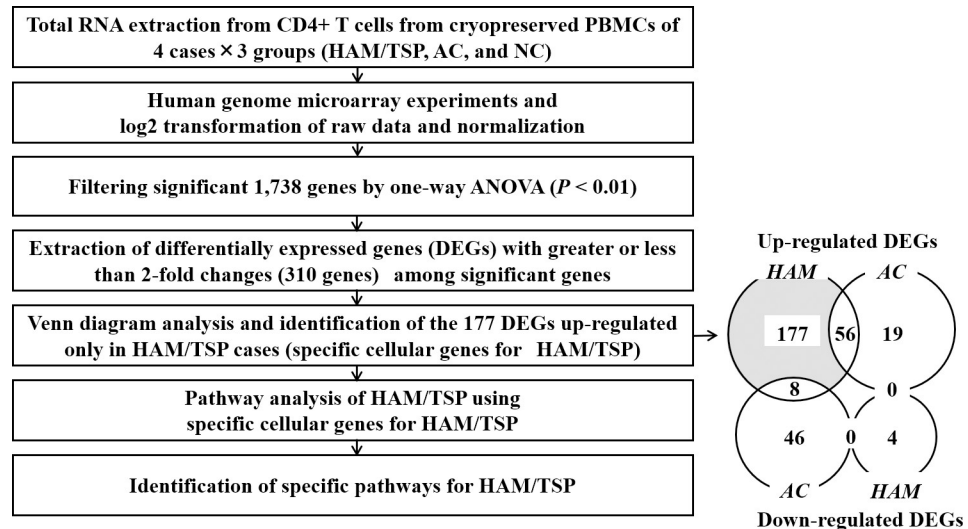 Total RNA extraction from CD4+ T cells from cryopreserved PBMCs of
4 cases × 3 groups (HAM/TSP, AC, and NC)
Human genome microarray experiments and
log2 transformation of raw data and normalization
Filtering significant 1,738 genes by one-way ANOVA (P < 0.01)
Extraction of differentially expressed genes (DEGs) with greater or less
than 2-fold changes (310 genes) among significant genes
Venn diagram analysis and identification of the 177 DEGs up-regulated
only in HAM/TSP cases (specific cellular genes for HAM/TSP)
Pathway analysis of HAM/TSP using
specific cellular genes for HAM/TSP
Identification of specific pathways for HAM/TSP
Up-regulated DEGs
HAM AC
177 56 19
8 0
46 0 4
AC HAM
Down-regulated DEGs